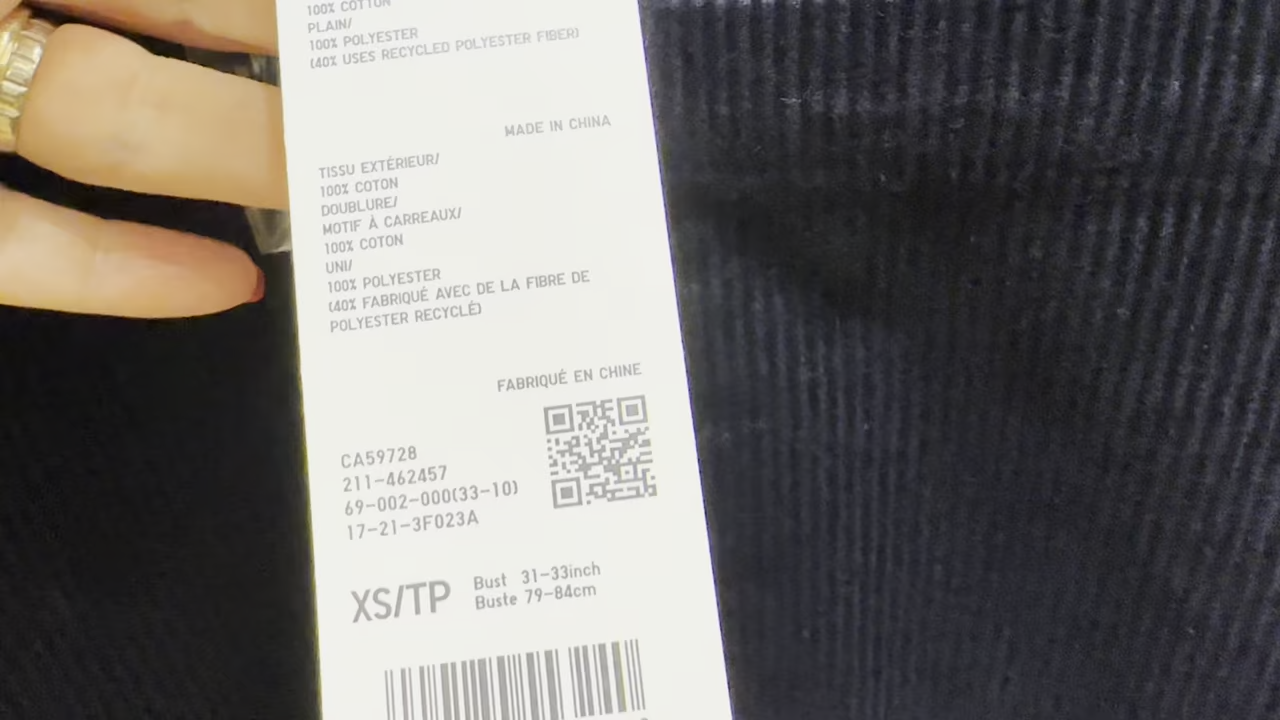 100% COTTON
PLAIN/
100% POLYESTER
(40% USES RECYCLED POLYESTER FIBER)
MADE IN CHINA
TISSU EXTÉRIEUR/
100% COTON
DOUBLURE/
MOTIF À CARREAUX/
100% COTON
UNI/
100% POLYESTER
(40% FABRIQUÉ AVEC DE LA FIBRE DE
POLYESTER RECYCLÉ)
FABRIQUÉ EN CHINE
CA59728
211-462457
69-002-000(33-10)
17-21-3F023A
XS/TP
Bust 31-33inch
Buste 79-84cm